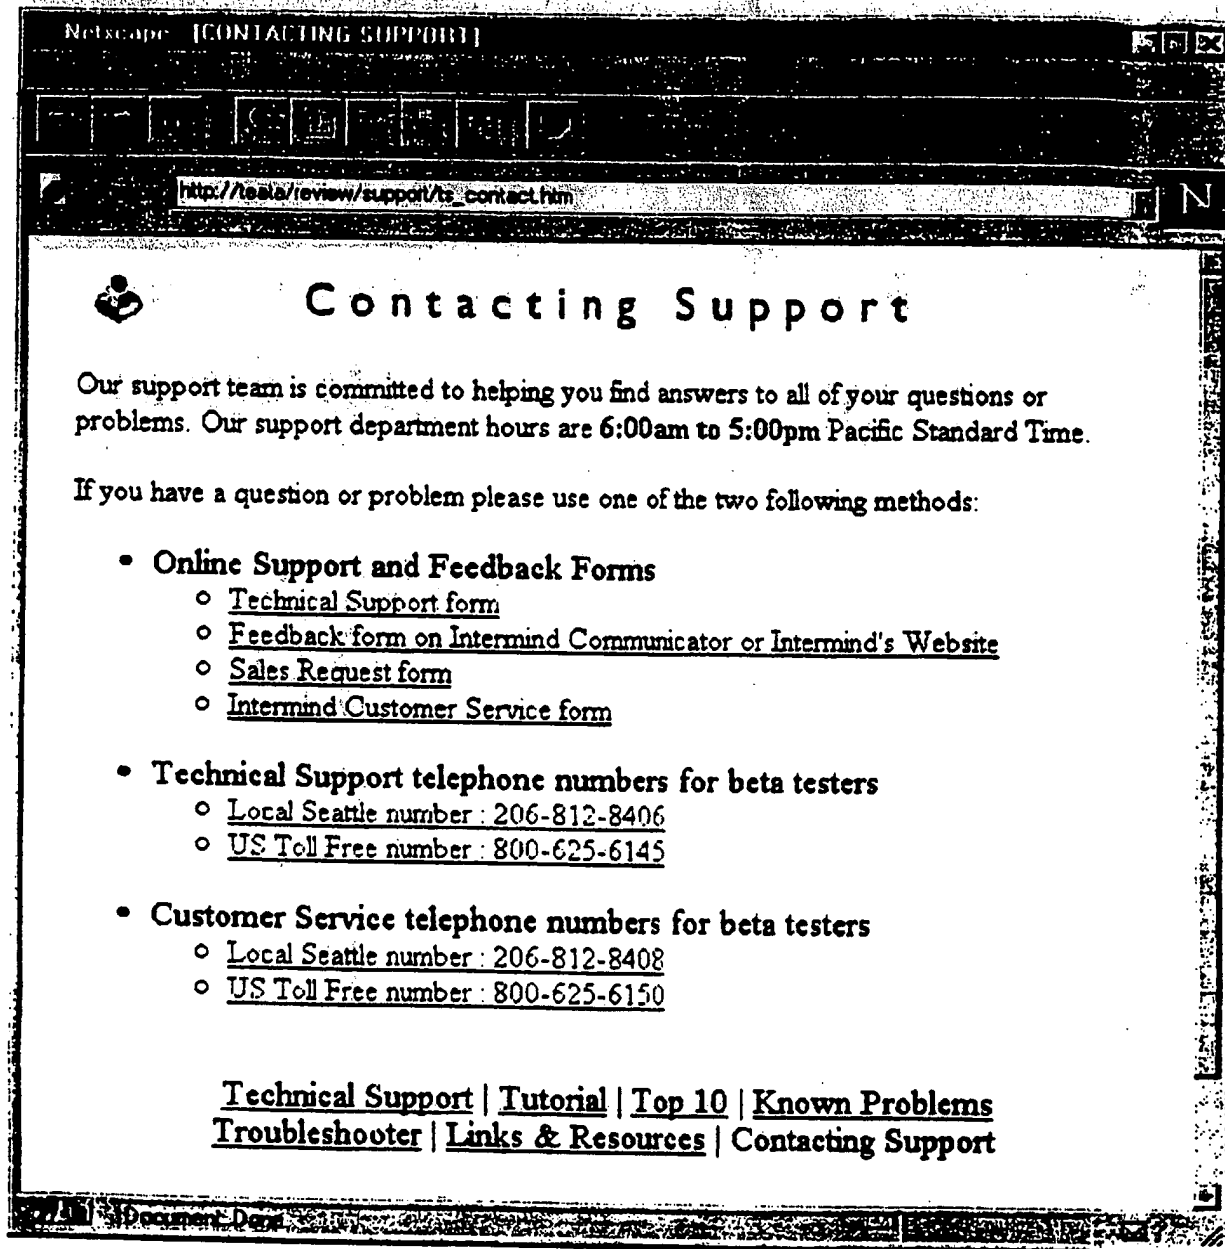 Netscape - [CONTACTING SUPPORT]
http://tesla/review/support/ts_contact.htm
N
Contacting Support
Our support team is committed to helping you find answers to all of your questions or
problems. Our support department hours are 6:00am to 5:00pm Pacific Standard Time.
If you have a question or problem please use one of the two following methods:
• Online Support and Feedback Forms
○ Technical Support form
○ Feedback form on Intermind Communicator or Intermind's Website
○ Sales Request form
○ Intermind Customer Service form
• Technical Support telephone numbers for beta testers
○ Local Seattle number : 206-812-8406
○ US Toll Free number : 800-625-6145
• Customer Service telephone numbers for beta testers
○ Local Seattle number : 206-812-8408
○ US Toll Free number : 800-625-6150
Technical Support | Tutorial | Top 10 | Known Problems
Troubleshooter | Links & Resources | Contacting Support
Document: Done